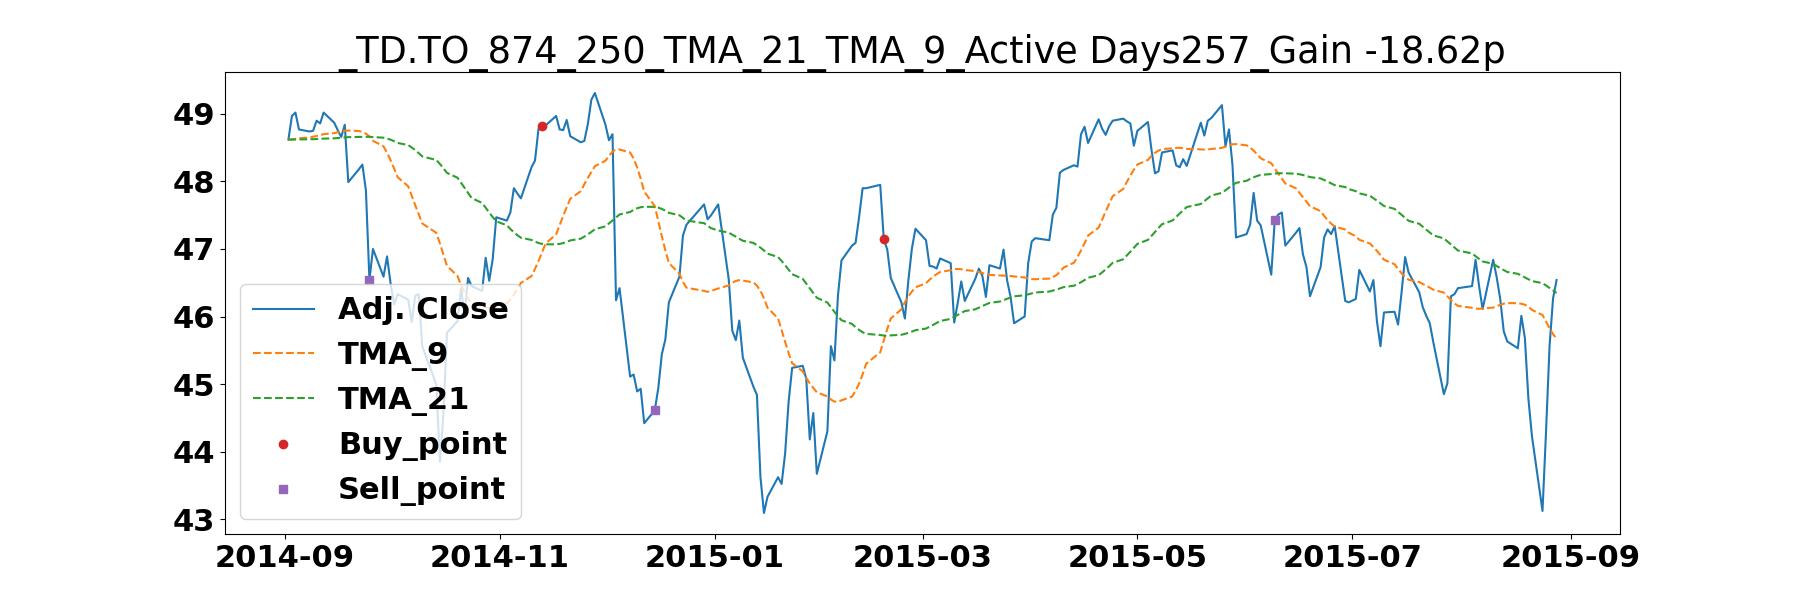 _TD.TO_874_250_TMA_21_TMA_9_Active Days257_Gain -18.62p
49
48
47
46
45
44
43
Adj. Close
TMA_9
TMA_21
Buy_point
Sell_point
2014-09 2014-11 2015-01 2015-03 2015-05 2015-07 2015-09